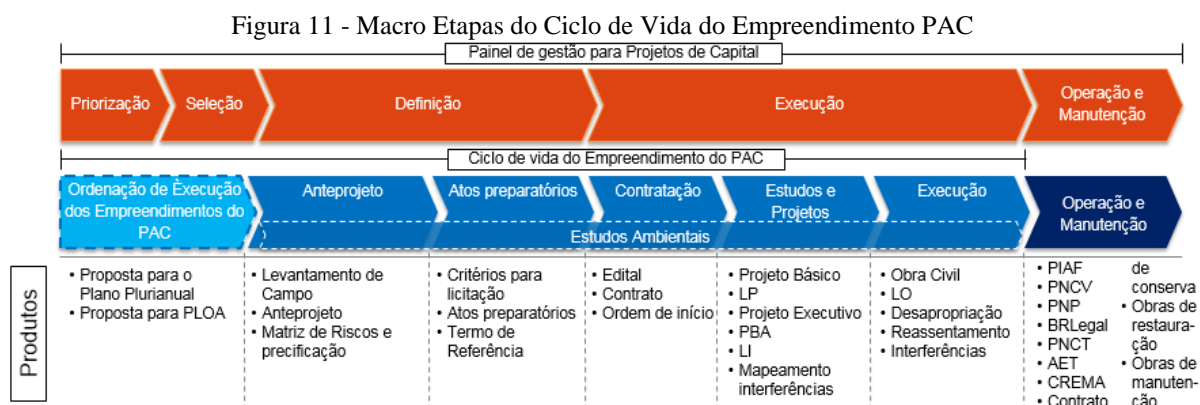 Figura 11 - Macro Etapas do Ciclo de Vida do Empreendimento PAC
Painel de gestão para Projetos de Capital
Priorização
Seleção
Definição
Execução
Operação e
Manutenção
Ciclo de vida do Empreendimento do PAC
Ordenação de Èxecução
dos Empreendimentos do
PAC
Anteprojeto
Atos preparatórios
Contratação
Estudos e
Projetos
Execução
Operação e
Manutenção
Estudos Ambientais
Produtos
• Proposta para o
Plano Plurianual
• Proposta para PLOA
• Levantamento de
Campo
• Anteprojeto
• Matriz de Riscos e
precificação
• Critérios para
licitação
• Atos preparatórios
• Termo de
Referência
• Edital
• Contrato
• Ordem de início
• Projeto Básico
• LP
• Projeto Executivo
• PBA
• LI
• Mapeamento
interferências
• Obra Civil
• LO
• Desapropriação
• Reassentamento
• Interferências
• PIAF
• PNCV
• PNP
• BRLegal
• PNCT
• AET
• CREMA
• Contrato
de
conserva
• Obras de
restaura-
ção
• Obras de
manuten-
ção